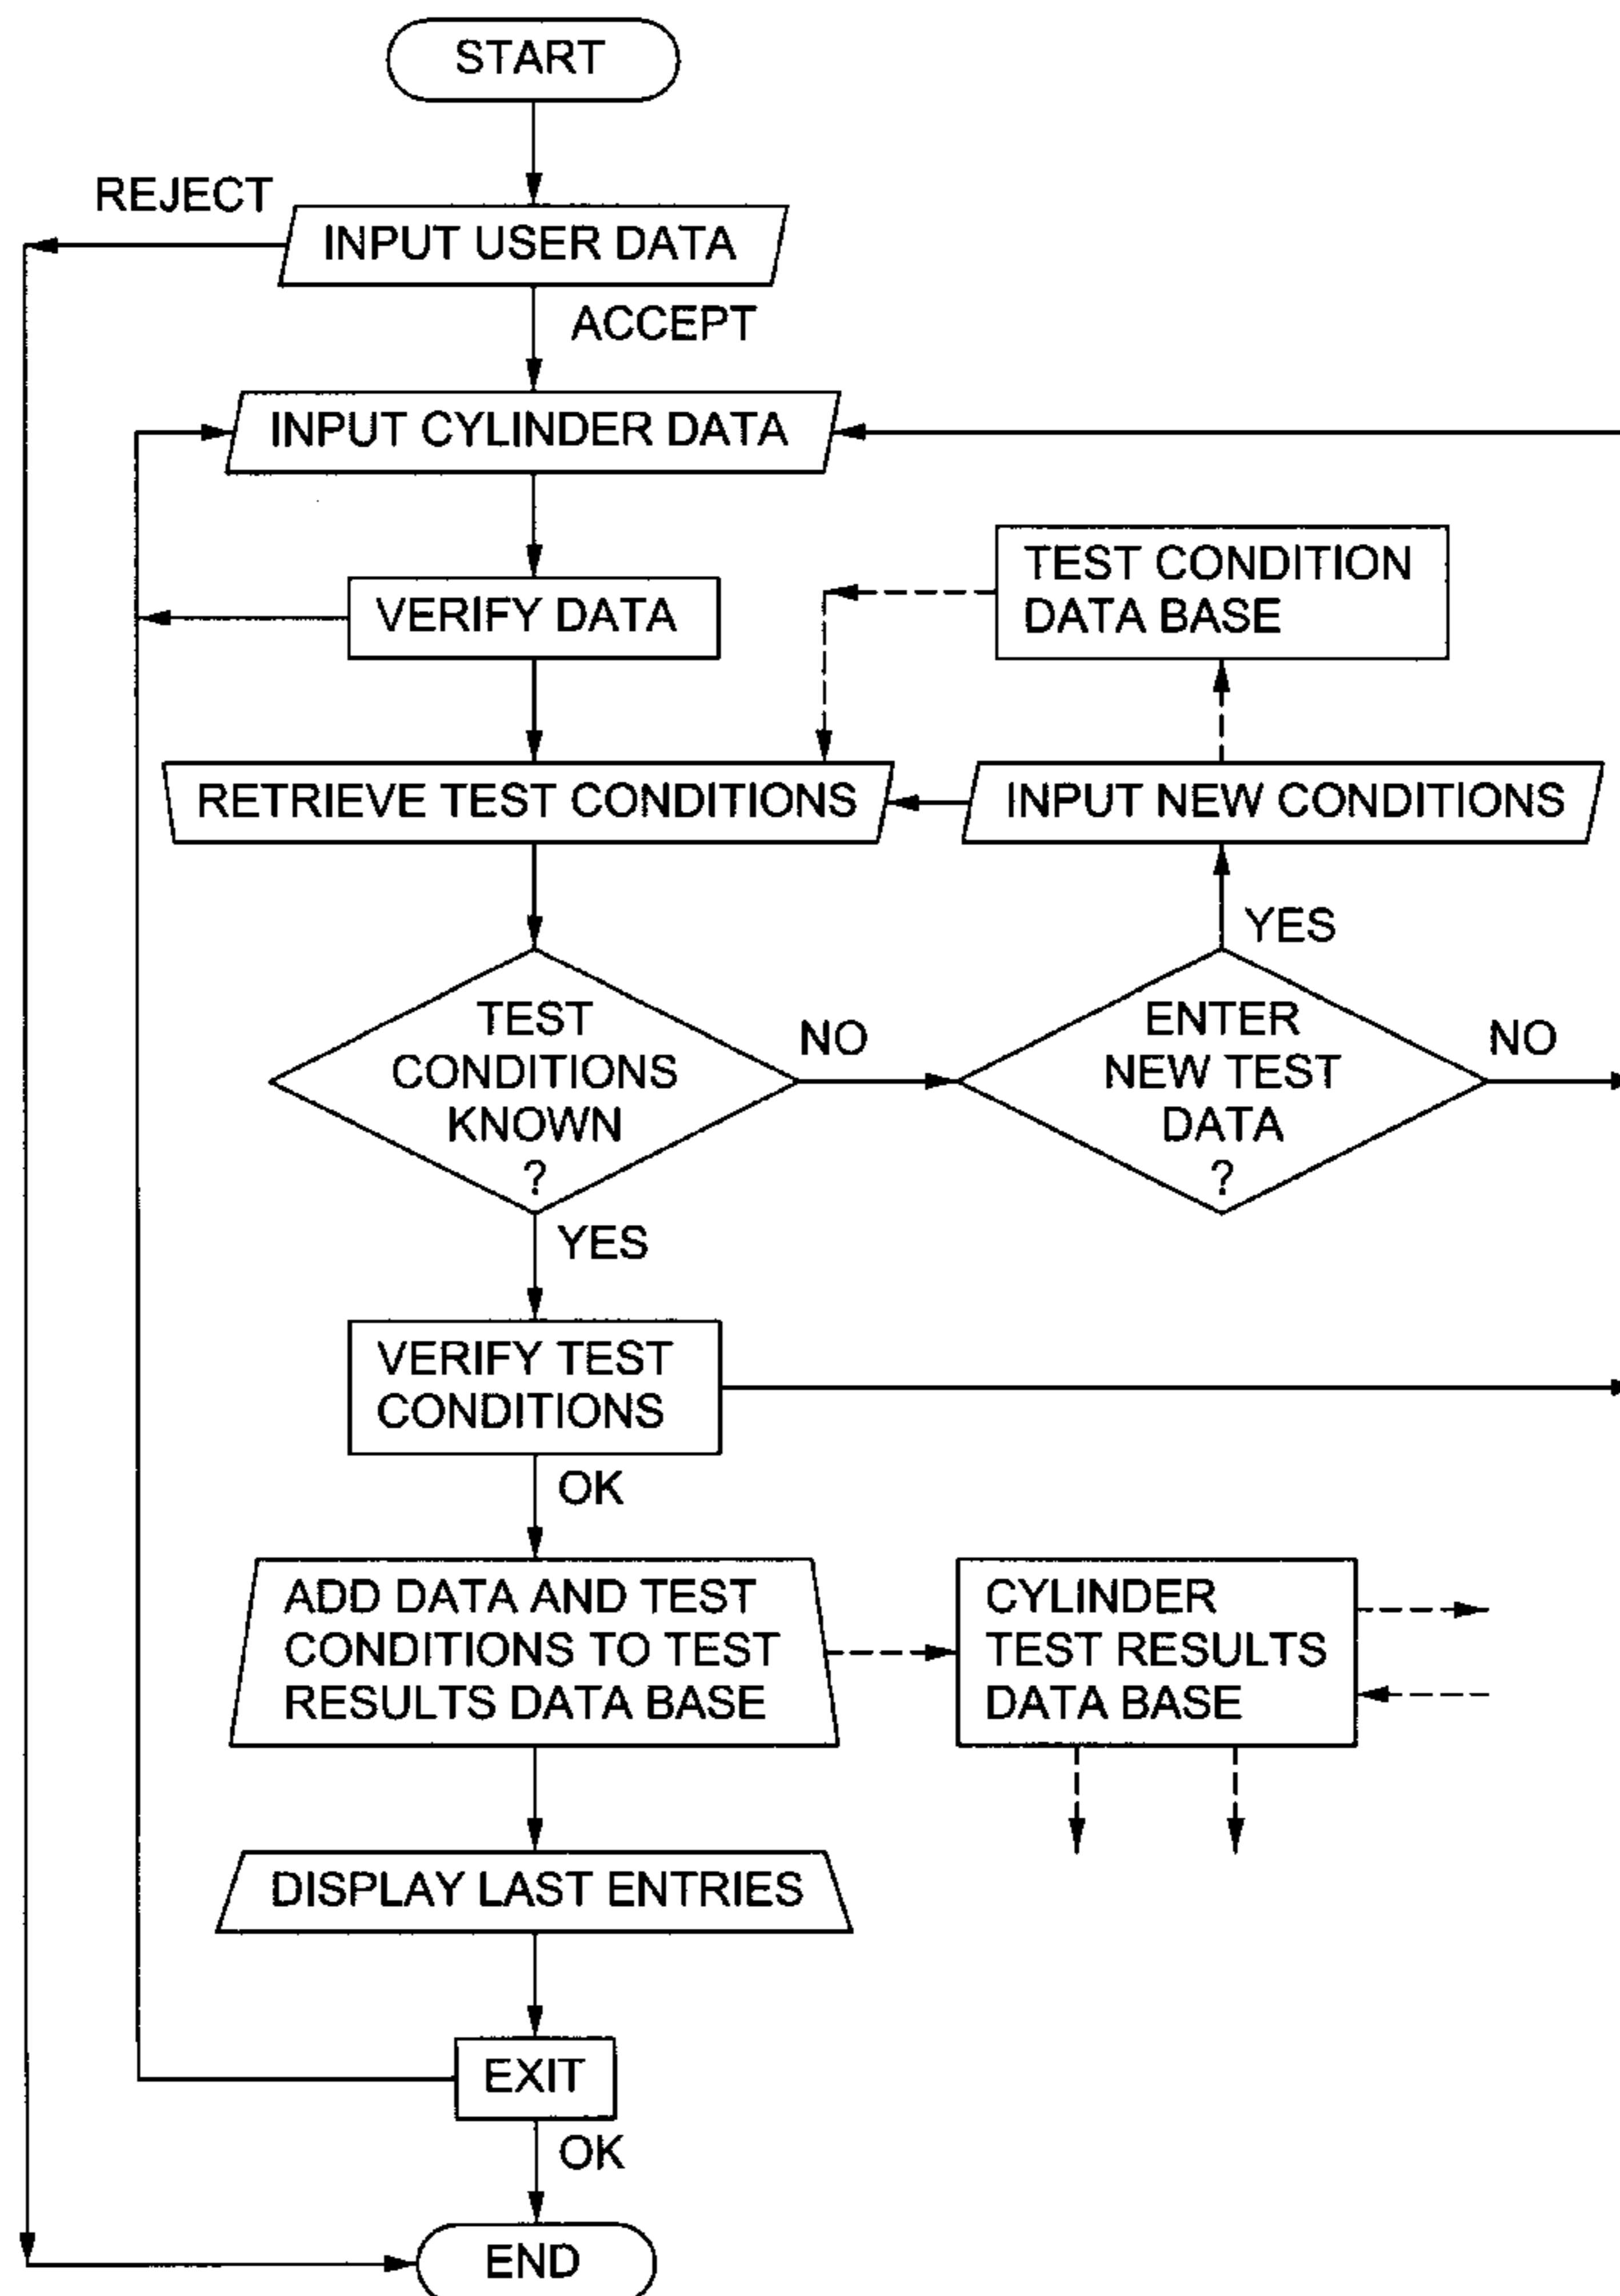 START
REJECT
INPUT USER DATA
ACCEPT
INPUT CYLINDER DATA
TEST CONDITION
DATA BASE
VERIFY DATA
RETRIEVE TEST CONDITIONS
INPUT NEW CONDITIONS
YES
TEST
CONDITIONS
KNOWN
?
NO
ENTER
NEW TEST
DATA
?
NO
YES
VERIFY TEST
CONDITIONS
OK
ADD DATA AND TEST
CONDITIONS TO TEST
RESULTS DATA BASE
CYLINDER
TEST RESULTS
DATA BASE
DISPLAY LAST ENTRIES
EXIT
OK
END